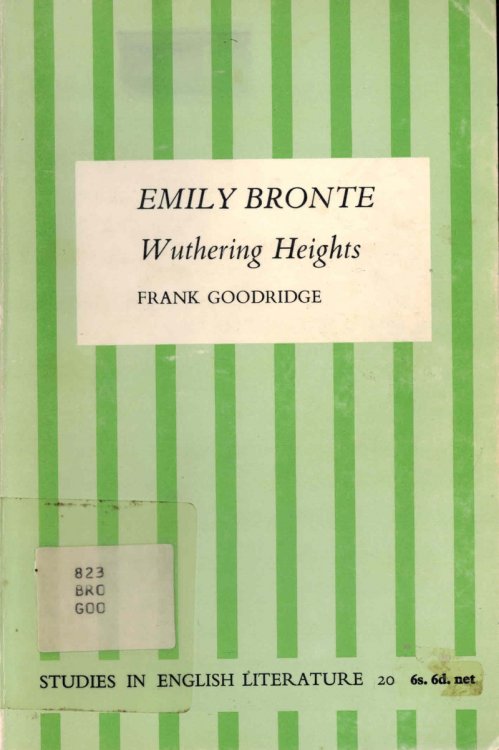 EMILY BRONTE
Wuthering Heights
FRANK GOODRIDGE
823
BRO
GOO
STUDIES IN ENGLISH LITERATURE 20 6s. 6d. net